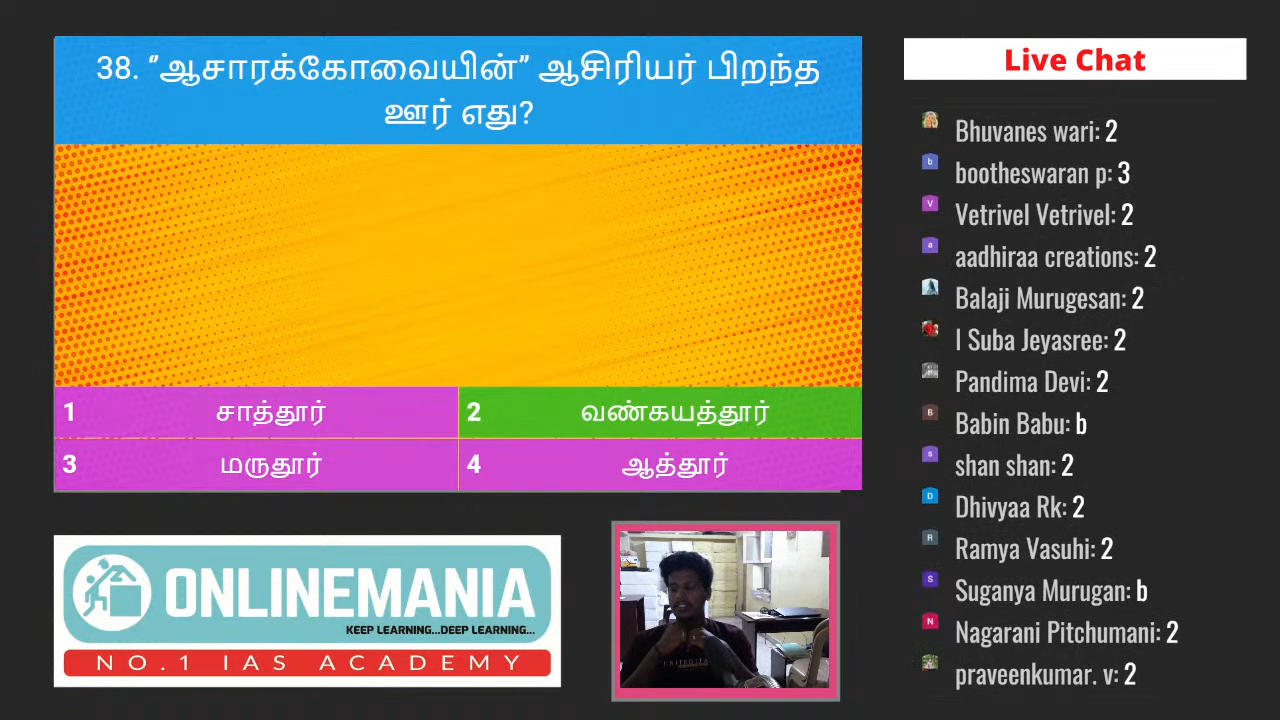 38. “ஆசாரக்கோவையின்” ஆசிரியர் பிறந்த
ஊர் எது?
1 சாத்தூர்
2 வண்கயத்தூர்
3 மருதூர்
4 ஆத்தூர்
ONLINEMANIA
KEEP LEARNING...DEEP LEARNING...
NO.1 IAS ACADEMY
Live Chat
Bhuvanes wari: 2
b bootheswaran p: 3
V Vetrivel Vetrivel: 2
a aadhiraa creations: 2
Balaji Murugesan: 2
I Suba Jeyasree: 2
Pandima Devi: 2
B Babin Babu: b
s shan shan: 2
D Dhivyaa Rk: 2
R Ramya Vasuhi: 2
S Suganya Murugan: b
N Nagarani Pitchumani: 2
praveenkumar. v: 2